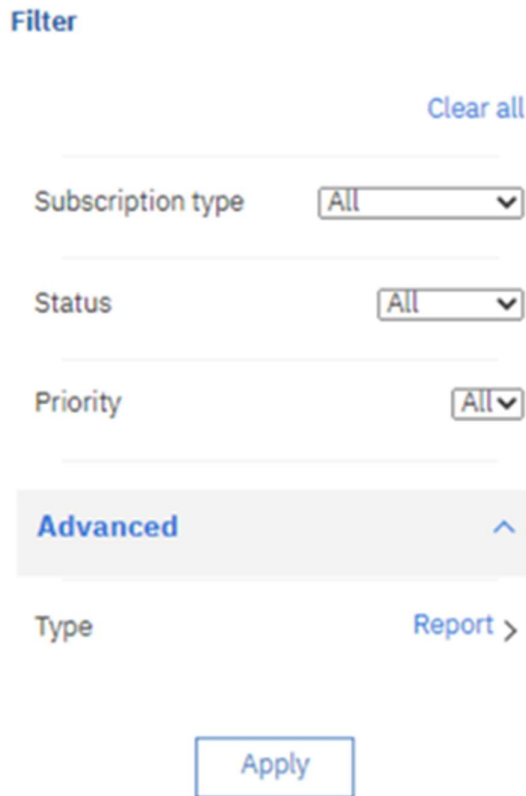 Filter
Clear all
Subscription type All
Status All
Priority All
Advanced
Type Report
Apply